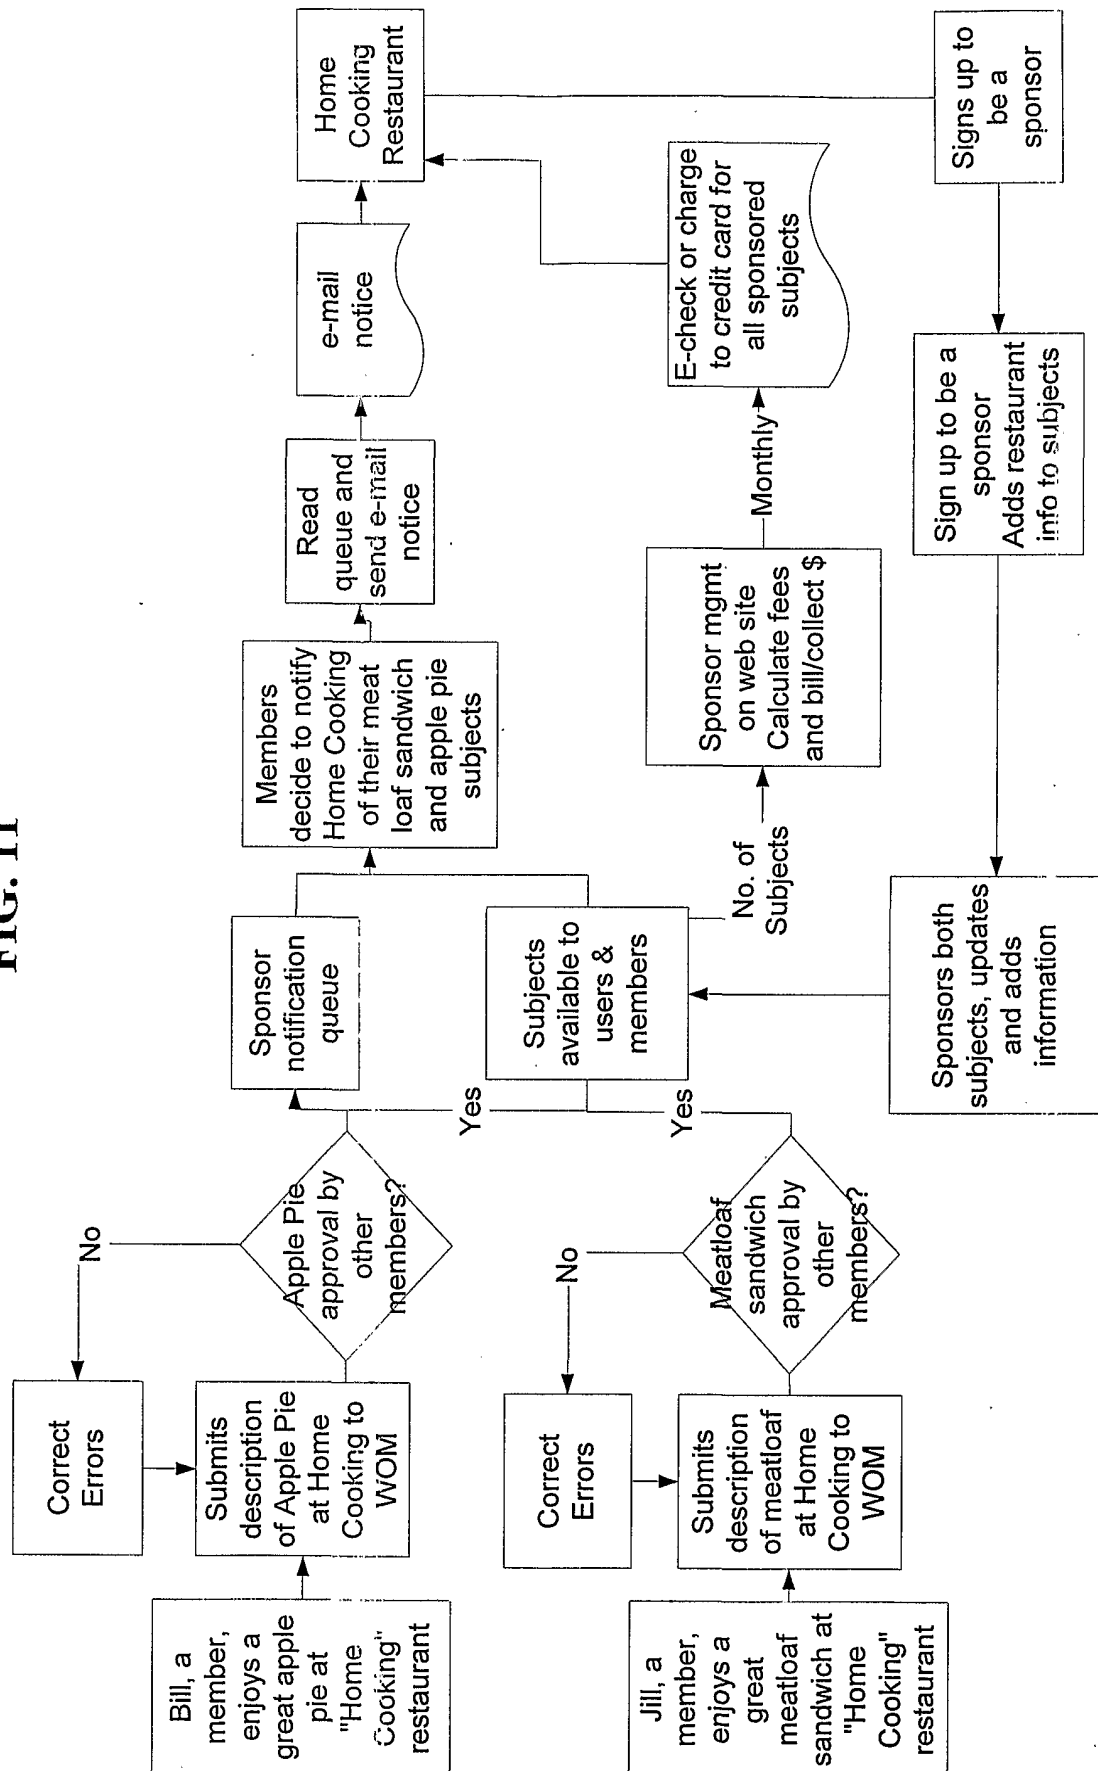 FIG. 11
Bill, a
member,
enjoys a
great apple
pie at
"Home
Cooking"
restaurant
Correct
Errors
Submits
description
of Apple Pie
at Home
Cooking to
WOM
No
Apple Pie
approval by
other
members?
Yes
Sponsor
notification
queue
Members
decide to notify
Home Cooking
of their meat
loaf sandwich
and apple pie
subjects
Read
queue and
send e-mail
notice
e-mail
notice
Home
Cooking
Restaurant
Jill, a
member,
enjoys a
great
meatloaf
sandwich at
"Home
Cooking"
restaurant
Correct
Errors
Submits
description
of meatloaf
at Home
Cooking to
WOM
No
Meatloaf
sandwich
approval by
other
members?
Yes
Subjects
available to
users &
members
No. of
Subjects
Sponsor mgmt
on web site
Calculate fees
and bill/collect $
Monthly
E-check or charge
to credit card for
all sponsored
subjects
Sponsors both
subjects, updates
and adds
information
Sign up to be a
sponsor
Adds restaurant
info to subjects
Signs up to
be a
sponsor